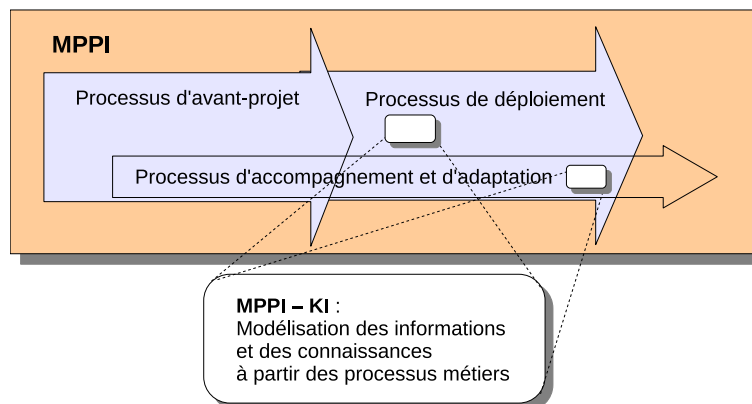 MPPI
Processus d'avant-projet
Processus de déploiement
Processus d'accompagnement et d'adaptation
MPPI – KI :
Modélisation des informations
et des connaissances
à partir des processus métiers